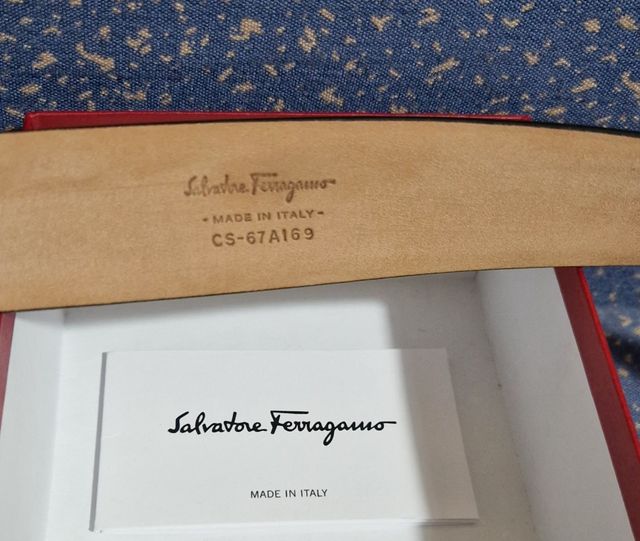 Salvatore Ferragamo
- MADE IN ITALY -
CS-67A169
Salvatore Ferragamo
MADE IN ITALY